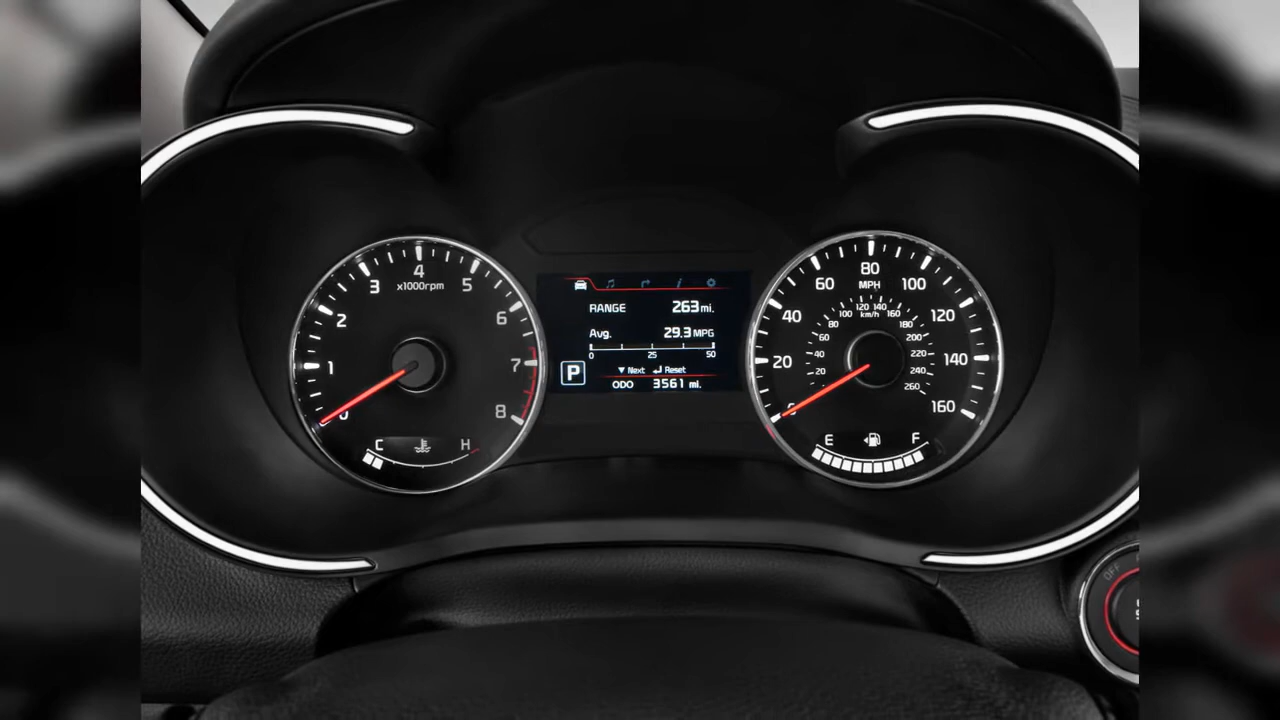 0
1
2
3
4
5
6
7
8
x1000rpm
C
H
RANGE 263 mi.
Avg. 29.3 MPG
0 25 50
P
▼ Next ↵ Reset
ODO 3561 mi.
20
40
60
80
100
120
140
160
MPH
20
40
60
80
100
120
140
160
180
200
220
240
260
km/h
E
F
OFF